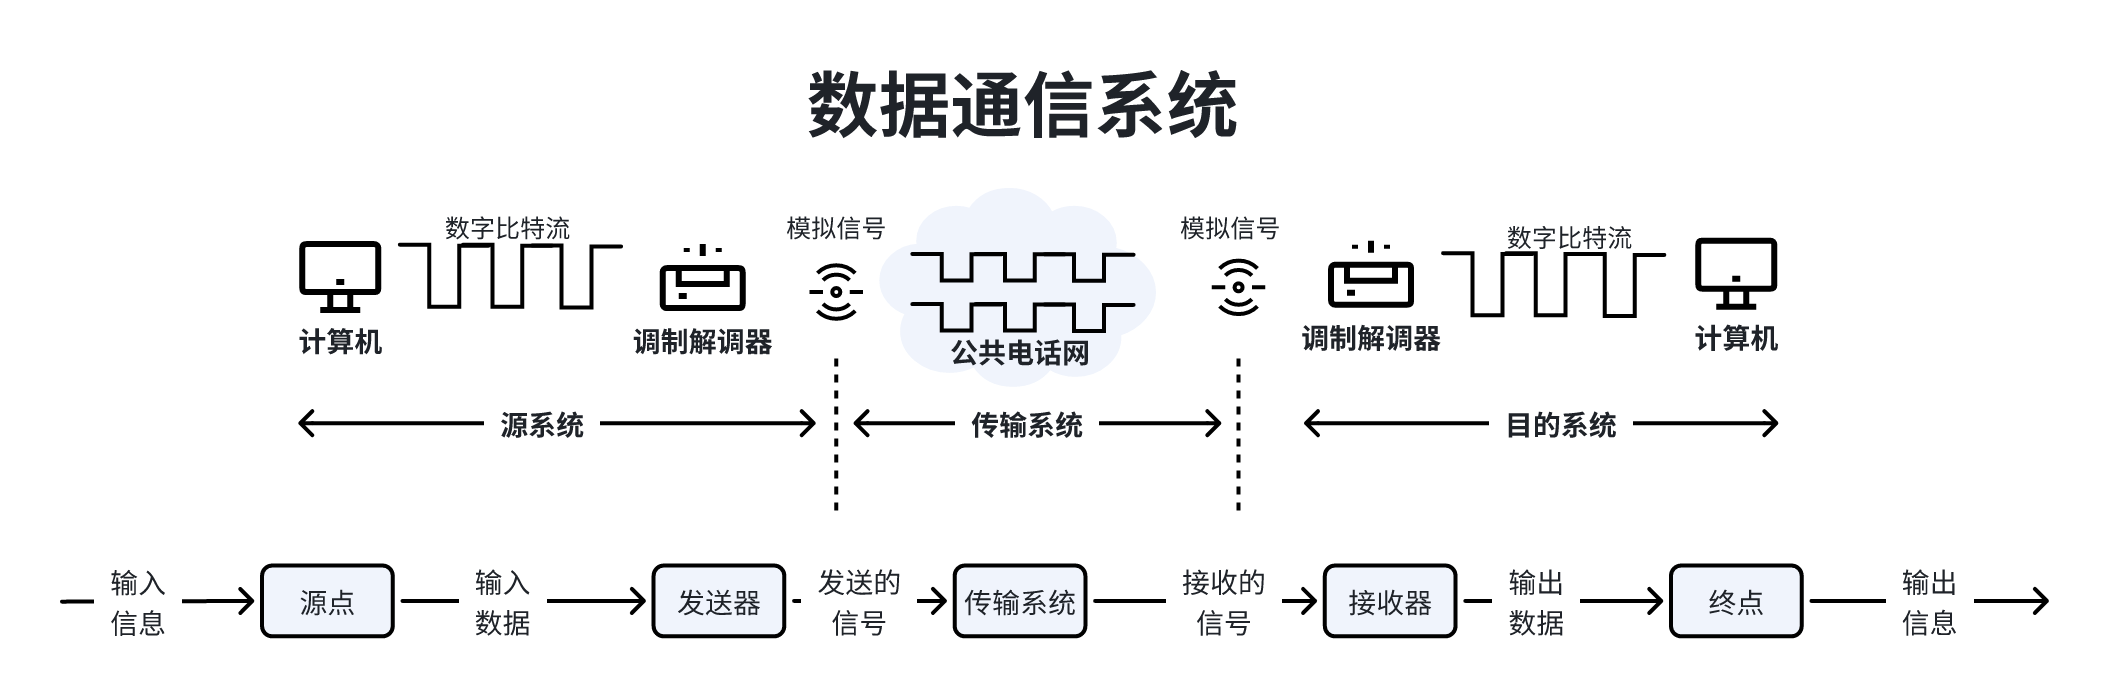 数据通信系统
数字比特流
模拟信号
模拟信号
数字比特流
计算机
调制解调器
公共电话网
调制解调器
计算机
源系统
传输系统
目的系统
输入
信息
源点
输入
数据
发送器
发送的
信号
传输系统
接收的
信号
接收器
输出
数据
终点
输出
信息